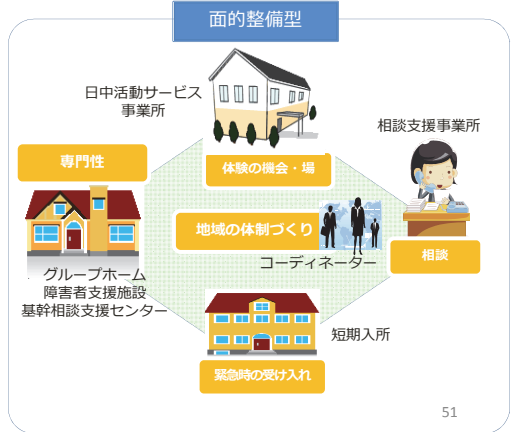 面的整備型
日中活動サービス
事業所
相談支援事業所
専門性
体験の機会・場
地域の体制づくり
コーディネーター
相談
グループホーム
障害者支援施設
基幹相談支援センター
短期入所
緊急時の受け入れ
51